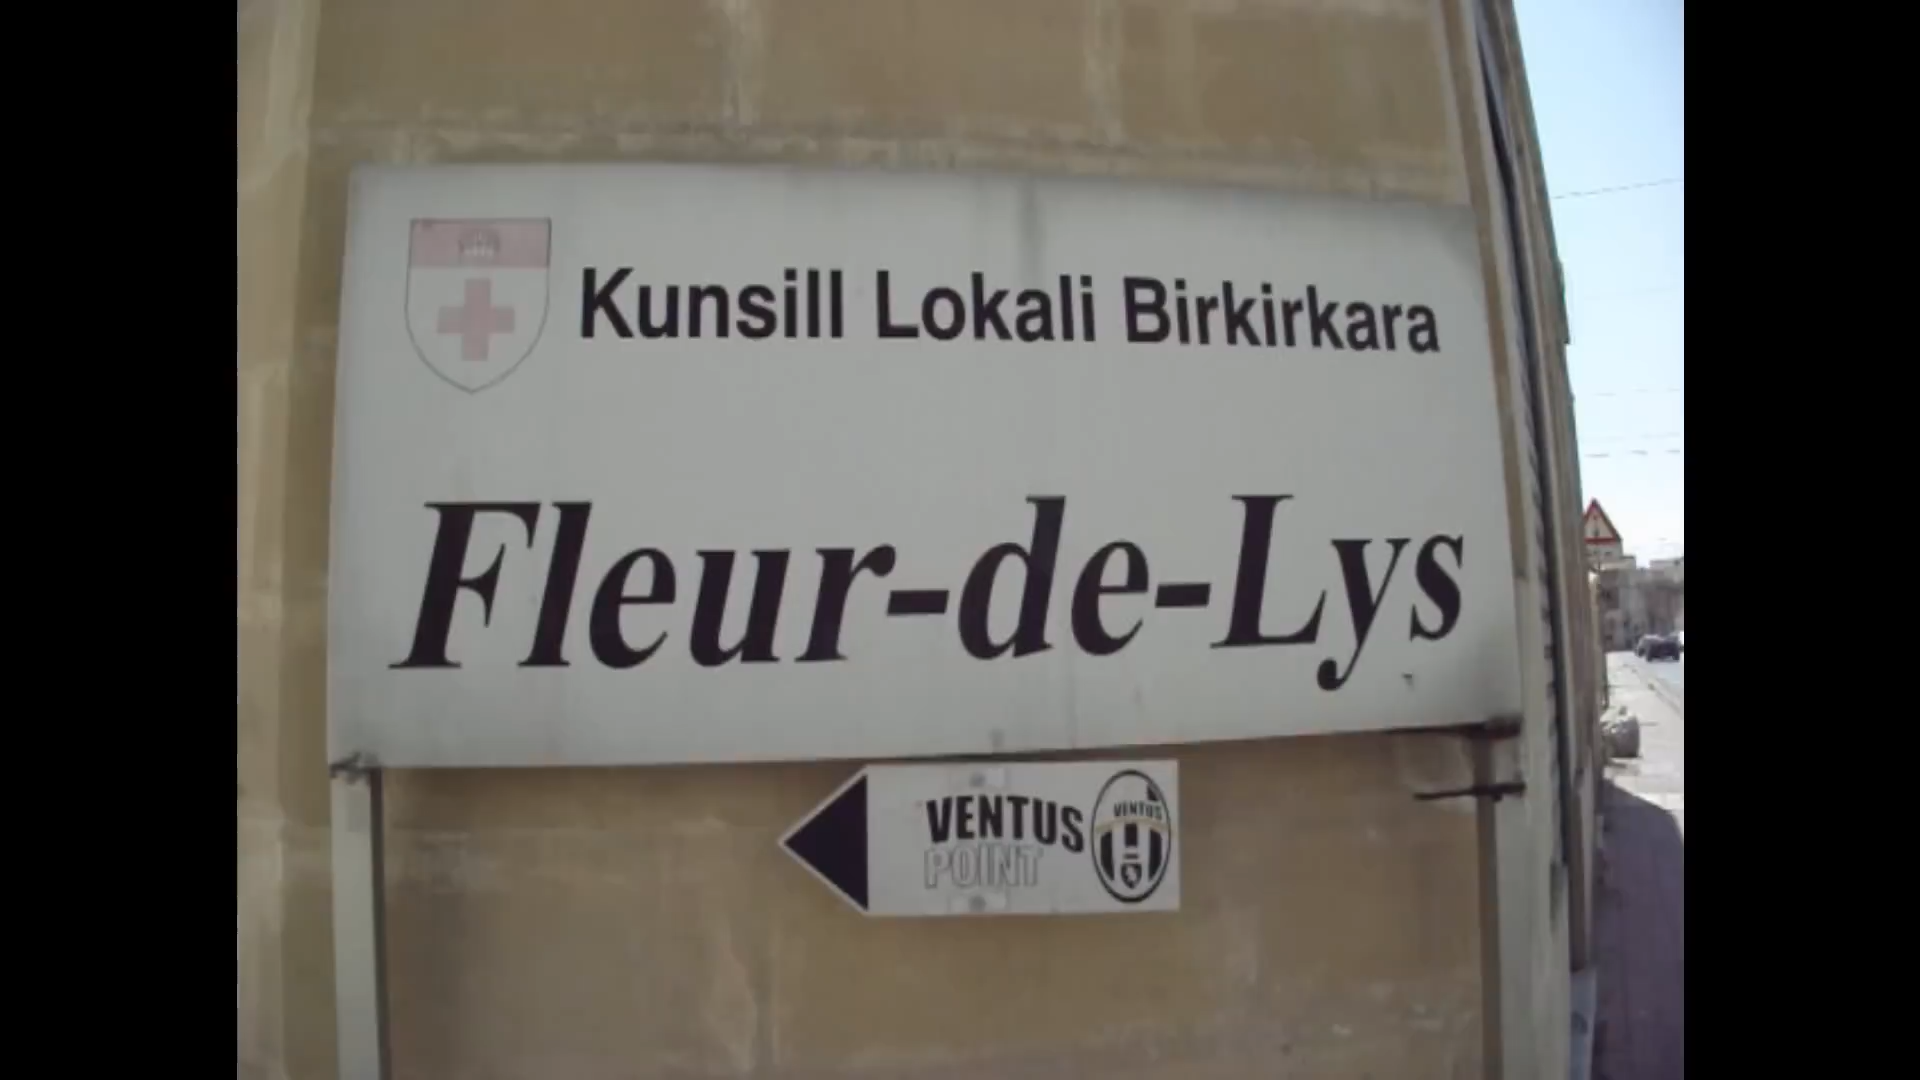 Kunsill Lokali Birkirkara
Fleur-de-Lys
VENTUS
POINT
VENTUS